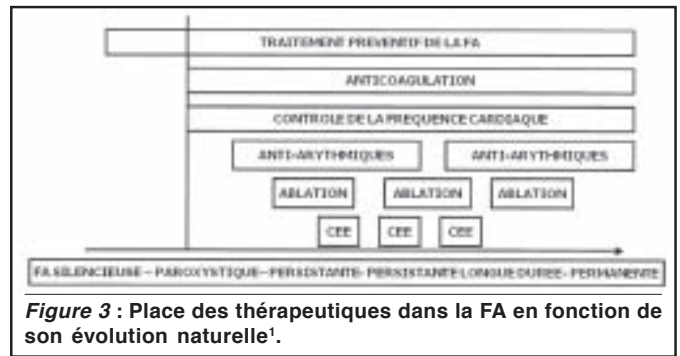 TRAITEMENT PREVENTIF DE LA FA
ANTICOAGULATION
CONTROLE DE LA FREQUENCE CARDIAQUE
ANTI-ARYTHMIQUES ANTI-ARYTHMIQUES
ABLATION ABLATION ABLATION
CEE CEE CEE
FA SILENCIEUSE – PAROXYSTIQUE – PERSISTANTE- PERSISTANTE LONGUE DUREE- PERMANENTE
Figure 3 : Place des thérapeutiques dans la FA en fonction de
son évolution naturelle¹.